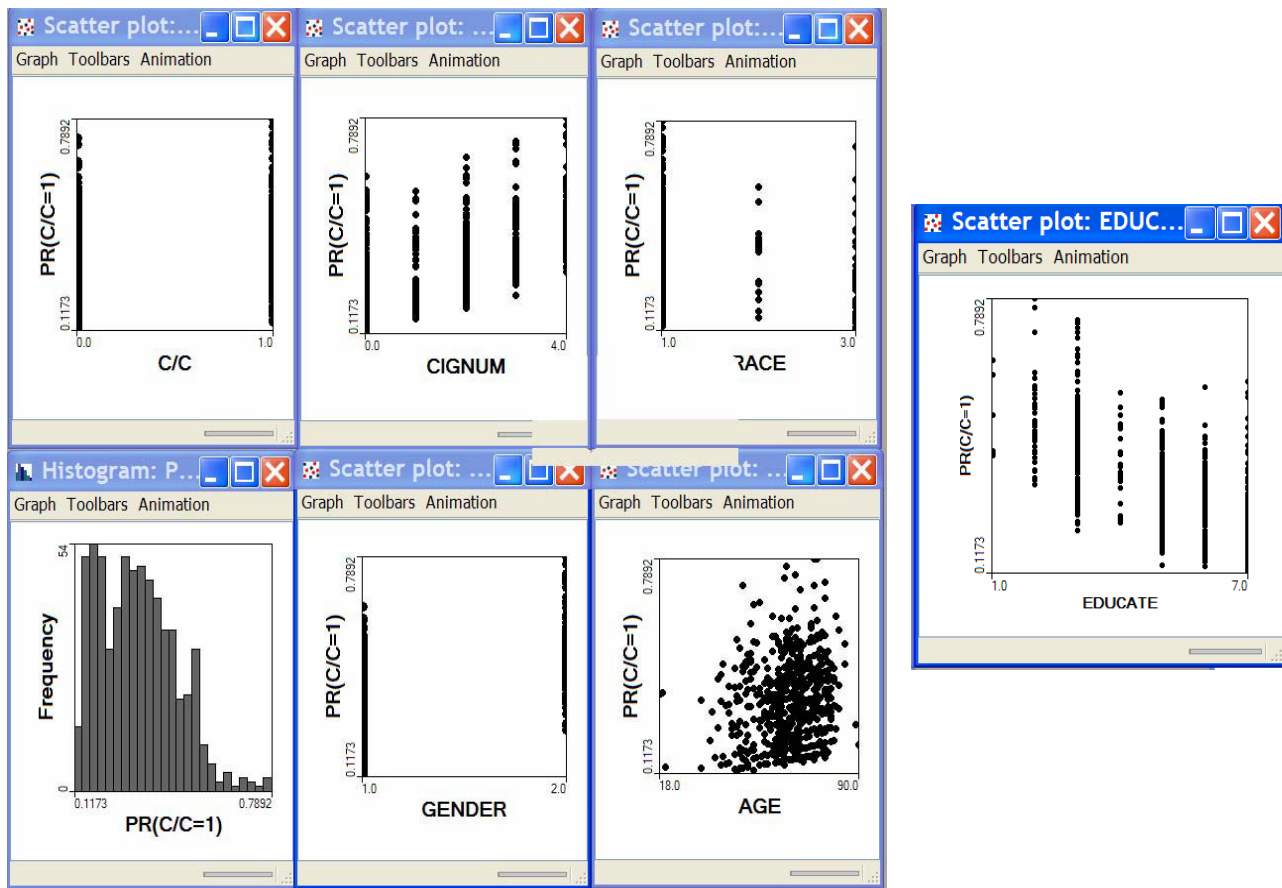 Scatter plot:...
Graph Toolbars Animation
PR(C/C=1)
0.7892
0.1173
0.0
1.0
C/C
Scatter plot: ...
Graph Toolbars Animation
PR(C/C=1)
0.7892
0.1173
0.0
4.0
CIGNUM
Scatter plot:...
Graph Toolbars Animation
PR(C/C=1)
0.7892
0.1173
1.0
3.0
RACE
Scatter plot: EDUC...
Graph Toolbars Animation
PR(C/C=1)
0.7892
0.1173
1.0
7.0
EDUCATE
Histogram: P...
Graph Toolbars Animation
Frequency
54
0
0.1173
0.7892
PR(C/C=1)
Scatter plot: ...
Graph Toolbars Animation
PR(C/C=1)
0.7892
0.1173
1.0
2.0
GENDER
Scatter plot: ...
Graph Toolbars Animation
PR(C/C=1)
0.7892
0.1173
18.0
90.0
AGE